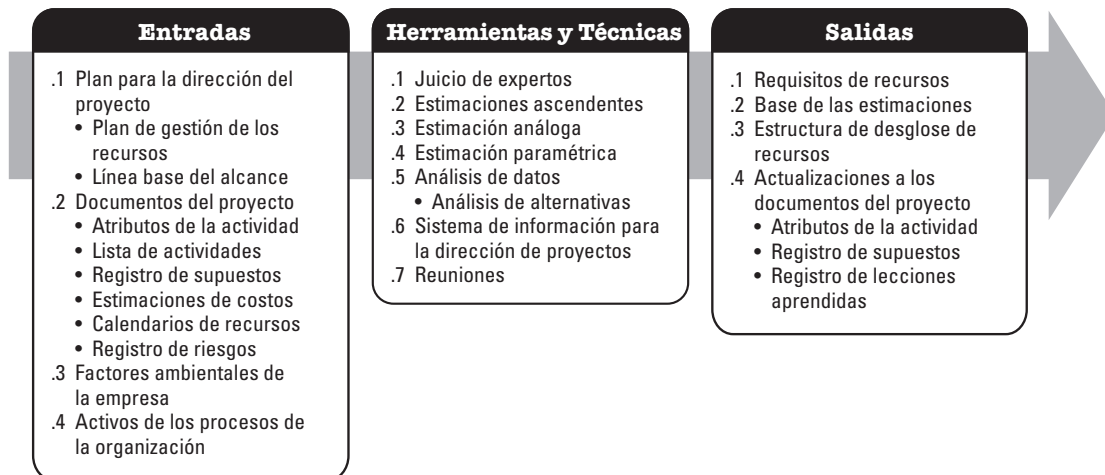 Entradas
.1 Plan para la dirección del
proyecto
• Plan de gestión de los
recursos
• Línea base del alcance
.2 Documentos del proyecto
• Atributos de la actividad
• Lista de actividades
• Registro de supuestos
• Estimaciones de costos
• Calendarios de recursos
• Registro de riesgos
.3 Factores ambientales de
la empresa
.4 Activos de los procesos de
la organización
Herramientas y Técnicas
.1 Juicio de expertos
.2 Estimaciones ascendentes
.3 Estimación análoga
.4 Estimación paramétrica
.5 Análisis de datos
• Análisis de alternativas
.6 Sistema de información para
la dirección de proyectos
.7 Reuniones
Salidas
.1 Requisitos de recursos
.2 Base de las estimaciones
.3 Estructura de desglose de
recursos
.4 Actualizaciones a los
documentos del proyecto
• Atributos de la actividad
• Registro de supuestos
• Registro de lecciones
aprendidas